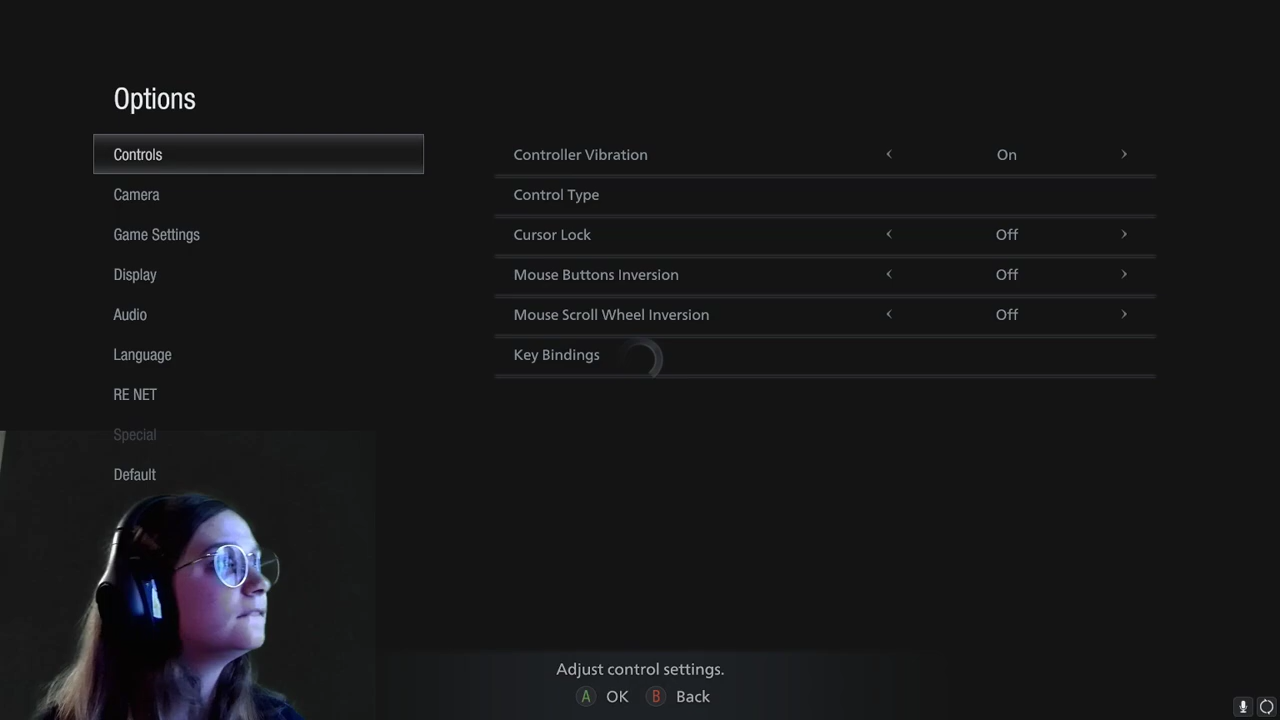 Options
Controls
Camera
Game Settings
Display
Audio
Language
RE NET
Special
Default
Controller Vibration On
Control Type
Cursor Lock Off
Mouse Buttons Inversion Off
Mouse Scroll Wheel Inversion Off
Key Bindings
Adjust control settings.
A OK B Back